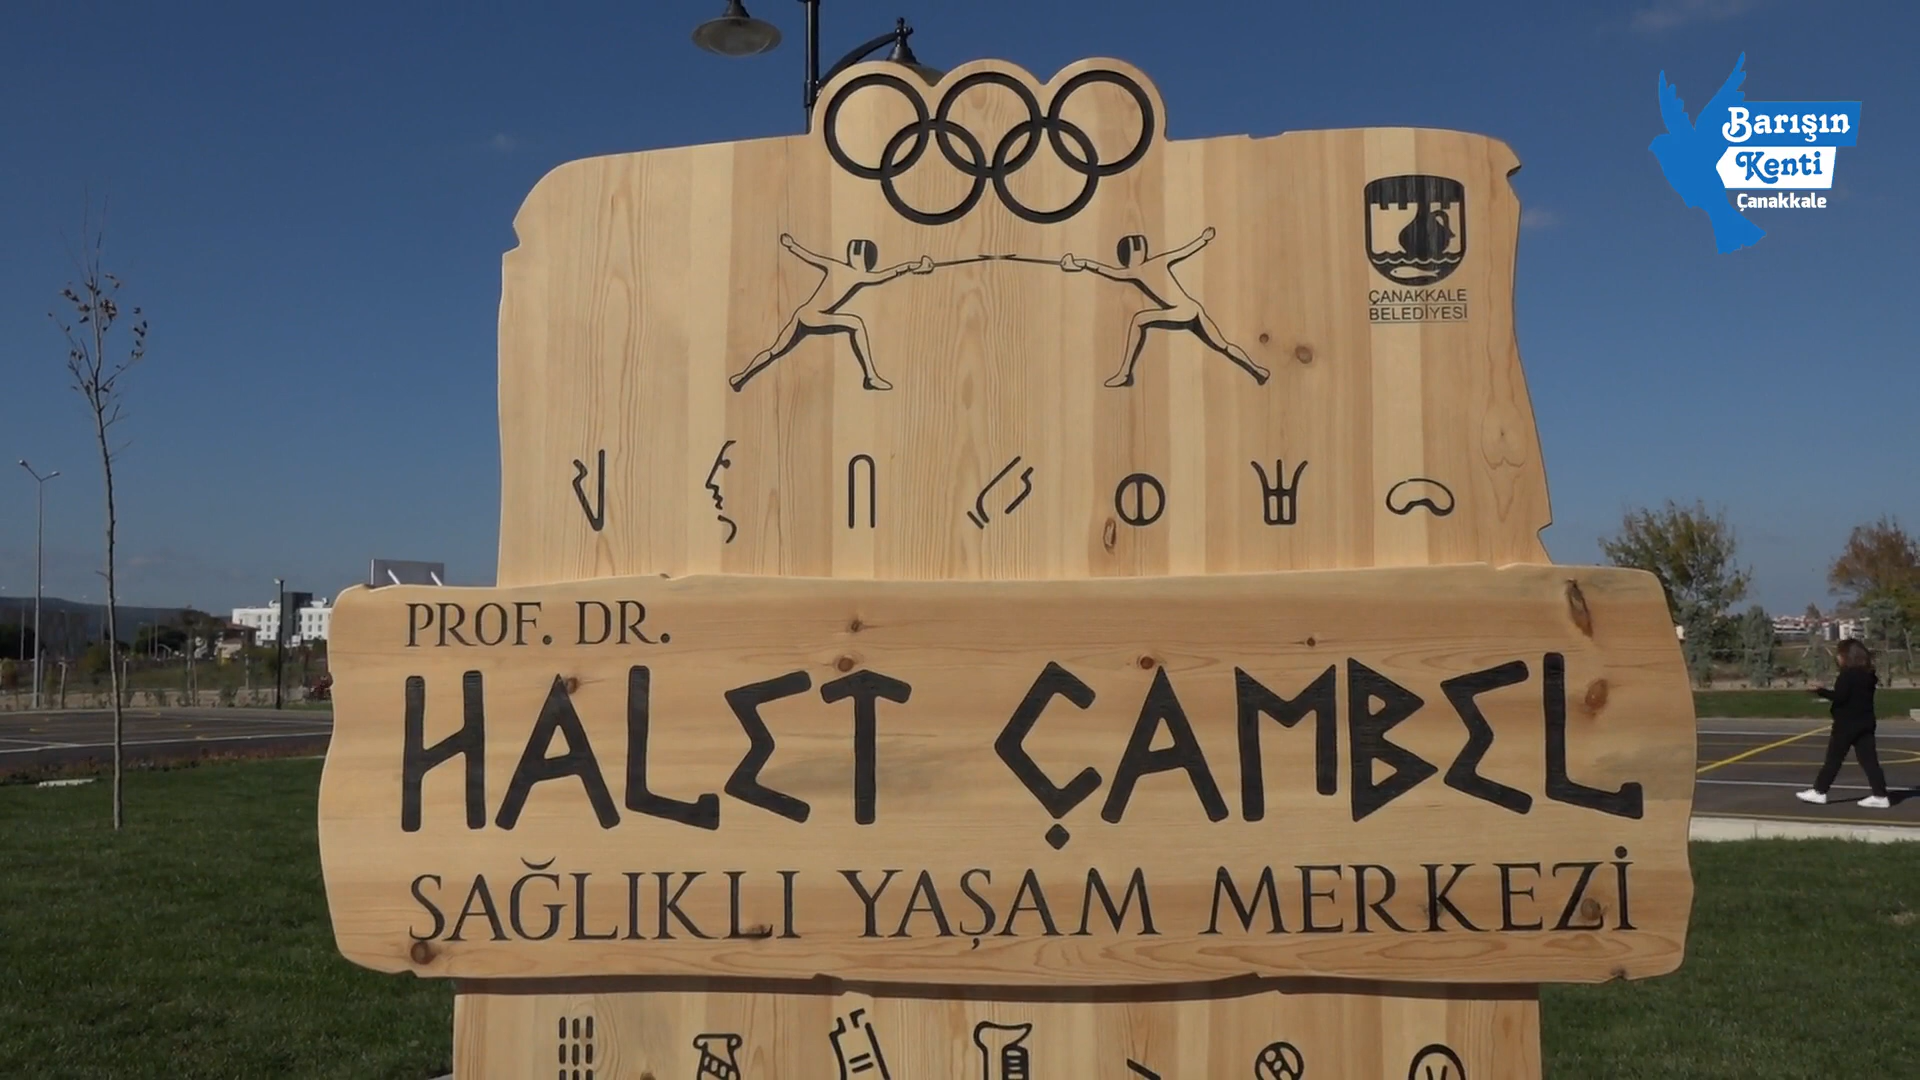 Barışın
Kenti
Çanakkale
ÇANAKKALE
BELEDİYESİ
PROF. DR.
HALET ÇAMBEL
SAĞLIKLI YAŞAM MERKEZİ